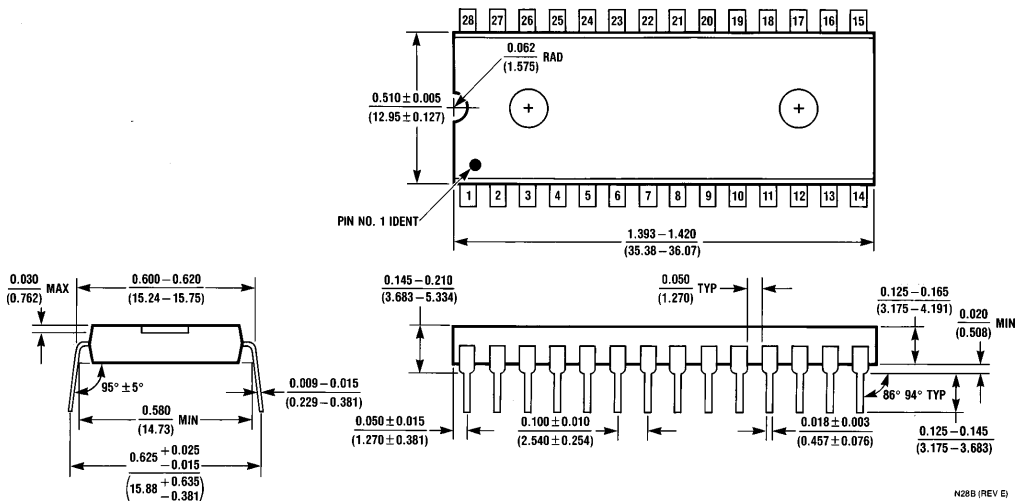 28 27 26 25 24 23 22 21 20 19 18 17 16 15
0.062
(1.575)
RAD
0.510 ± 0.005
(12.95 ± 0.127)
1 2 3 4 5 6 7 8 9 10 11 12 13 14
PIN NO. 1 IDENT
1.393 – 1.420
(35.38 – 36.07)
0.030
(0.762)
MAX
0.600 – 0.620
(15.24 – 15.75)
95° ± 5°
0.009 – 0.015
(0.229 – 0.381)
0.580
(14.73)
MIN
0.625 +0.025
–0.015
(15.88 +0.635
–0.381)
0.145 – 0.210
(3.683 – 5.334)
0.050
(1.270)
TYP
0.125 – 0.165
(3.175 – 4.191)
0.020
(0.508)
MIN
86° 94° TYP
0.050 ± 0.015
(1.270 ± 0.381)
0.100 ± 0.010
(2.540 ± 0.254)
0.018 ± 0.003
(0.457 ± 0.076)
0.125 – 0.145
(3.175 – 3.683)
N28B (REV E)